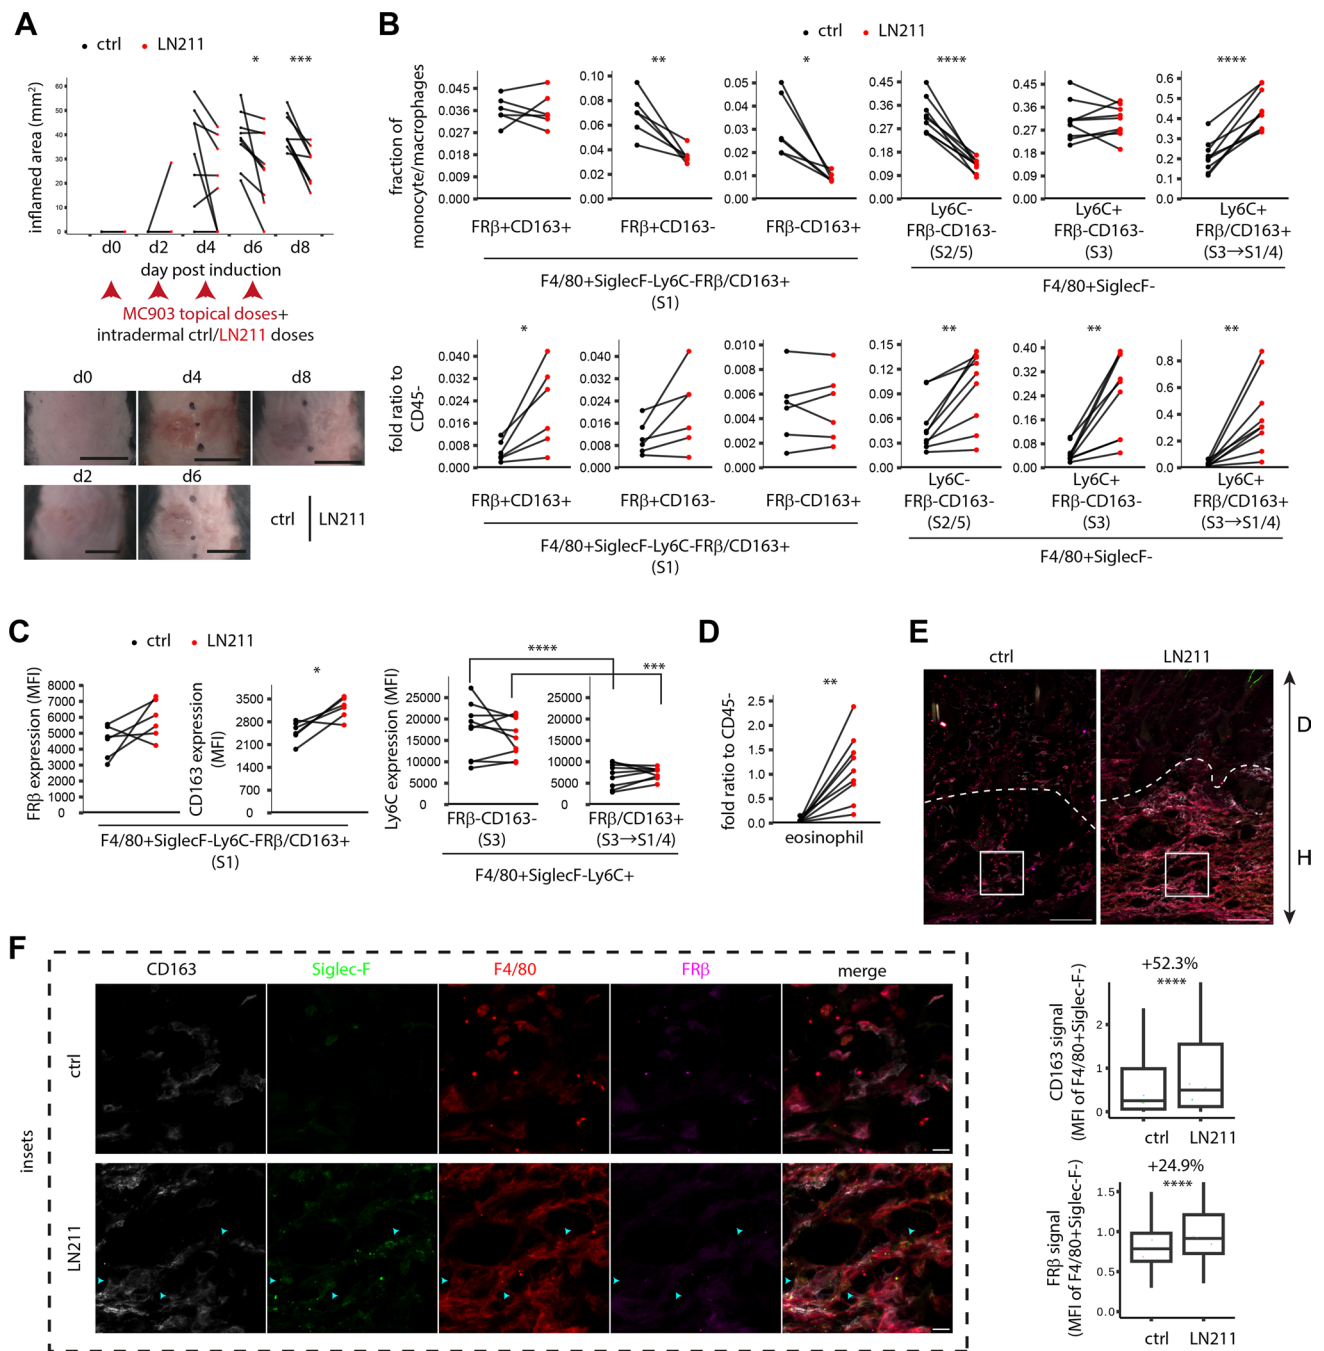 A
ctrl LN211
* ***
inflamed area (mm²)
60
50
40
30
20
10
0
d0 d2 d4 d6 d8
day post induction
MC903 topical doses+
intradermal ctrl/LN211 doses
d0 d4 d8
d2 d6
ctrl LN211
B
ctrl LN211
fraction of
monocyte/macrophages
0.045
0.036
0.027
0.018
0.009
0.000
FRβ+CD163+
**
0.10
0.08
0.06
0.04
0.02
0.00
FRβ+CD163-
*
0.05
0.04
0.03
0.02
0.01
0.00
FRβ-CD163+
****
0.45
0.36
0.27
0.18
0.09
0.00
Ly6C-
FRβ-CD163-
(S2/5)
0.45
0.36
0.27
0.18
0.09
0.00
Ly6C+
FRβ-CD163-
(S3)
****
0.6
0.5
0.4
0.3
0.2
0.1
0.0
Ly6C+
FRβ/CD163+
(S3→S1/4)
F4/80+SiglecF-Ly6C-FRβ/CD163+
(S1)
F4/80+SiglecF-
fold ratio to
CD45-
*
0.040
0.032
0.024
0.016
0.008
0.000
FRβ+CD163+
0.040
0.032
0.024
0.016
0.008
0.000
FRβ+CD163-
0.010
0.008
0.006
0.004
0.002
0.000
FRβ-CD163+
**
0.15
0.12
0.09
0.06
0.03
0.00
Ly6C-
FRβ-CD163-
(S2/5)
**
0.40
0.32
0.24
0.16
0.08
0.00
Ly6C+
FRβ-CD163-
(S3)
**
0.8
0.6
0.4
0.2
0.0
Ly6C+
FRβ/CD163+
(S3→S1/4)
F4/80+SiglecF-Ly6C-FRβ/CD163+
(S1)
F4/80+SiglecF-
C
ctrl LN211
FRβ expression (MFI)
8000
7000
6000
5000
4000
3000
2000
1000
0
*
CD163 expression
(MFI)
3500
2800
2100
1400
700
0
F4/80+SiglecF-Ly6C-FRβ/CD163+
(S1)
****
***
Ly6C expression (MFI)
25000
20000
15000
10000
5000
0
FRβ-CD163-
(S3)
25000
20000
15000
10000
5000
0
FRβ/CD163+
(S3→S1/4)
F4/80+SiglecF-Ly6C+
D
**
fold ratio to CD45-
2.5
2.0
1.5
1.0
0.5
0.0
eosinophil
E
ctrl LN211
D
H
F
insets
CD163 Siglec-F F4/80 FRβ merge
ctrl
LN211
+52.3%
****
CD163 signal
(MFI of F4/80+Siglec-F-)
2
1
0
ctrl LN211
+24.9%
****
FRβ signal
(MFI of F4/80+Siglec-F-)
1.5
1.0
0.5
0.0
ctrl LN211